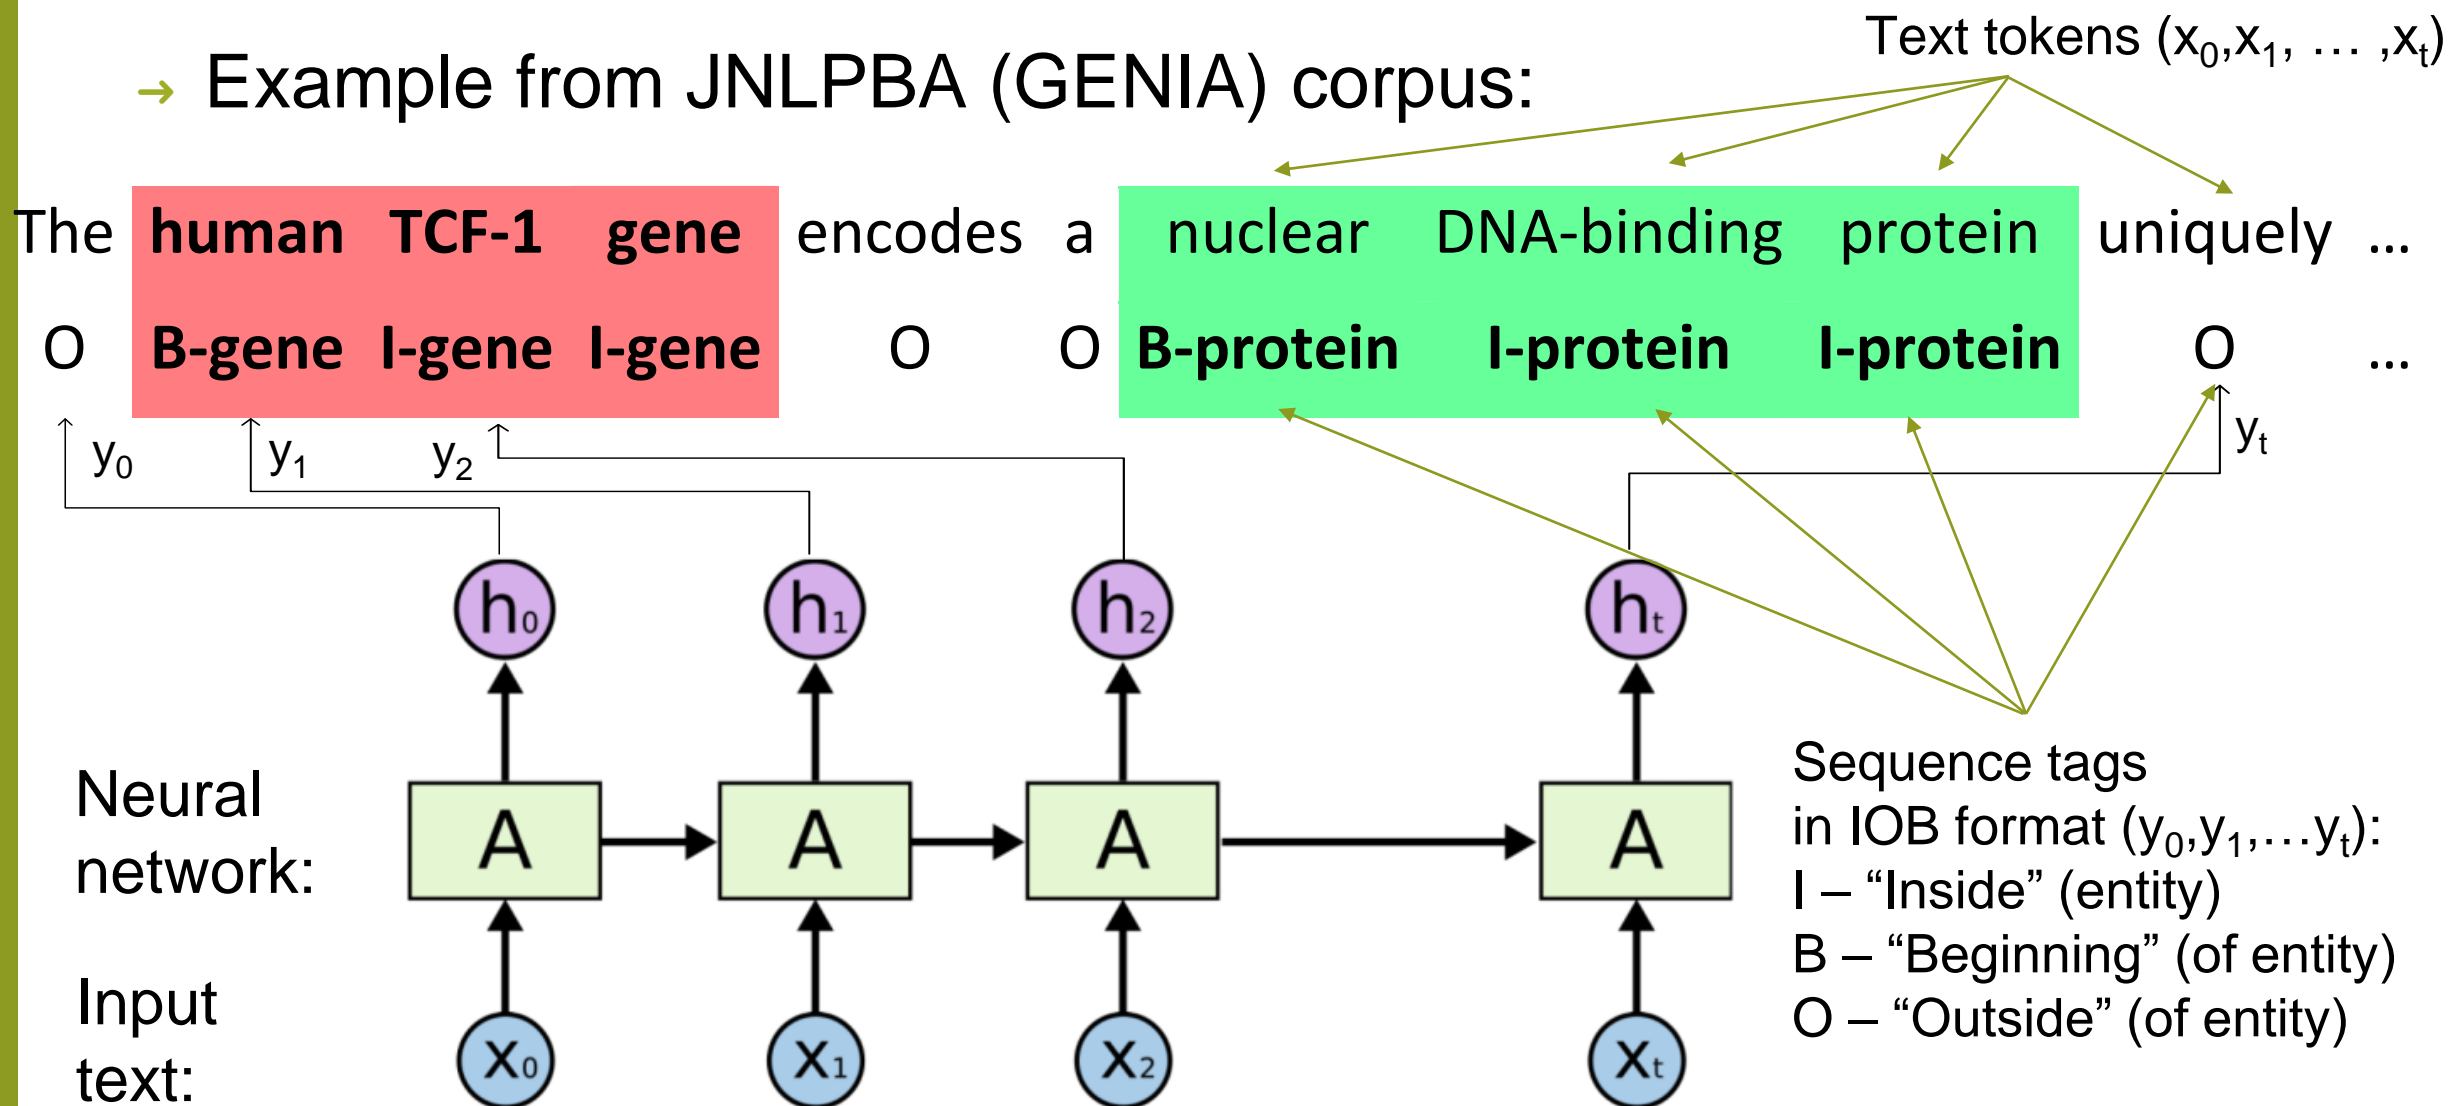 Text tokens (x0,x1, … ,xt)
→ Example from JNLPBA (GENIA) corpus:
The human TCF-1 gene encodes a nuclear DNA-binding protein uniquely ...
O B-gene I-gene I-gene O O B-protein I-protein I-protein O ...
y0 y1 y2 yt
h0 h1 h2 ht
Neural
network:
A A A A
Input
text:
x0 x1 x2 xt
Sequence tags
in IOB format (y0,y1,…yt):
I – “Inside” (entity)
B – “Beginning” (of entity)
O – “Outside” (of entity)